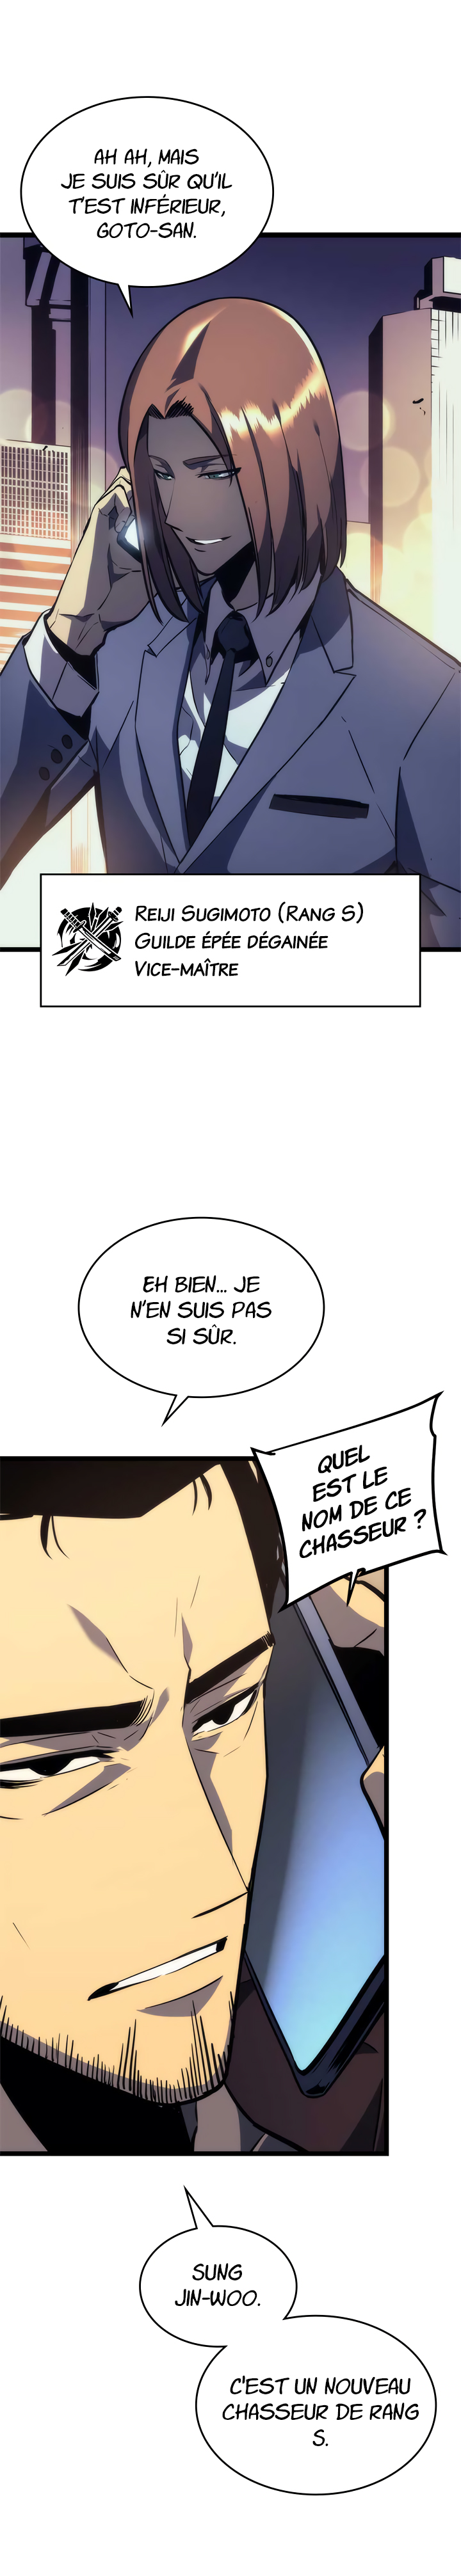 AH AH, MAIS
JE SUIS SÛR QU'IL
T'EST INFÉRIEUR,
GOTO-SAN.
REIJI SUGIMOTO (RANG S)
GUILDE ÉPÉE DÉGAINÉE
VICE-MAÎTRE
EH BIEN... JE
N'EN SUIS PAS
SI SÛR.
QUEL
EST LE
NOM DE CE
CHASSEUR ?
SUNG
JIN-WOO.
C'EST UN NOUVEAU
CHASSEUR DE RANG
S.